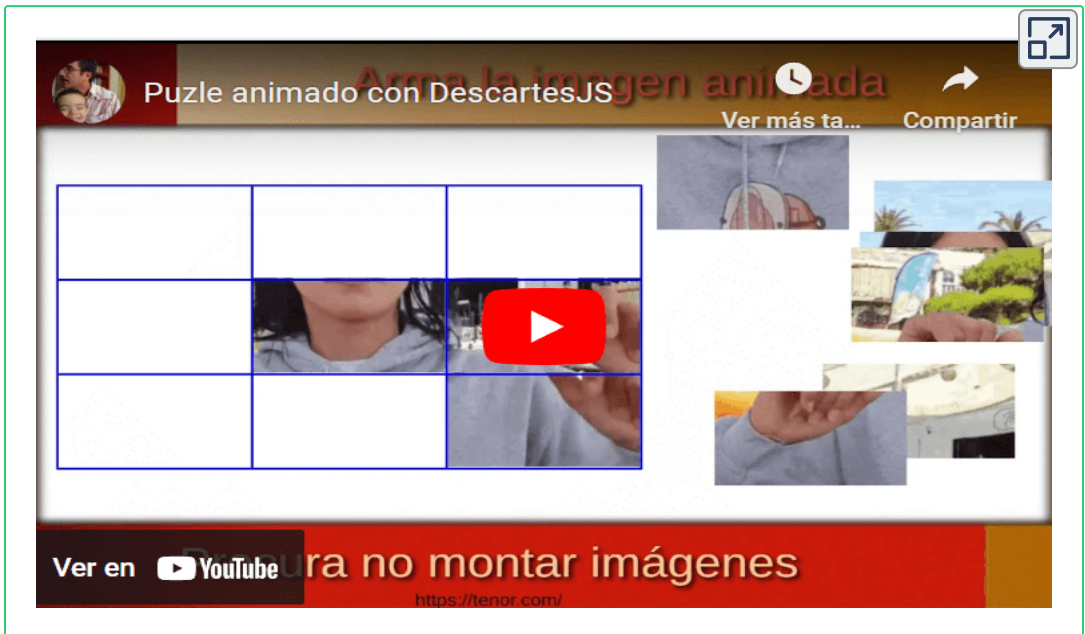 Arma la imagen animada
Puzle animado con DescartesJS
Ver más ta...
Compartir
Procura no montar imágenes
Ver en YouTube
https://tenor.com/